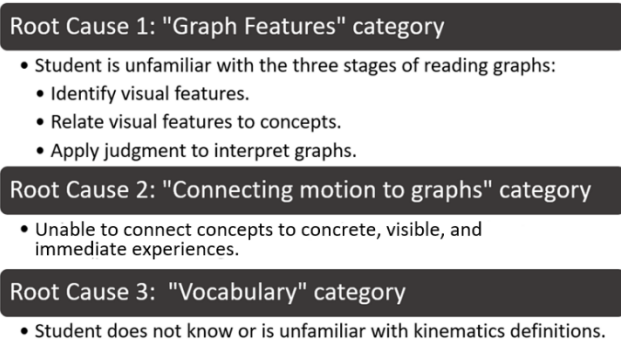 Root Cause 1: "Graph Features" category
• Student is unfamiliar with the three stages of reading graphs:
• Identify visual features.
• Relate visual features to concepts.
• Apply judgment to interpret graphs.
Root Cause 2: "Connecting motion to graphs" category
• Unable to connect concepts to concrete, visible, and
immediate experiences.
Root Cause 3: "Vocabulary" category
• Student does not know or is unfamiliar with kinematics definitions.